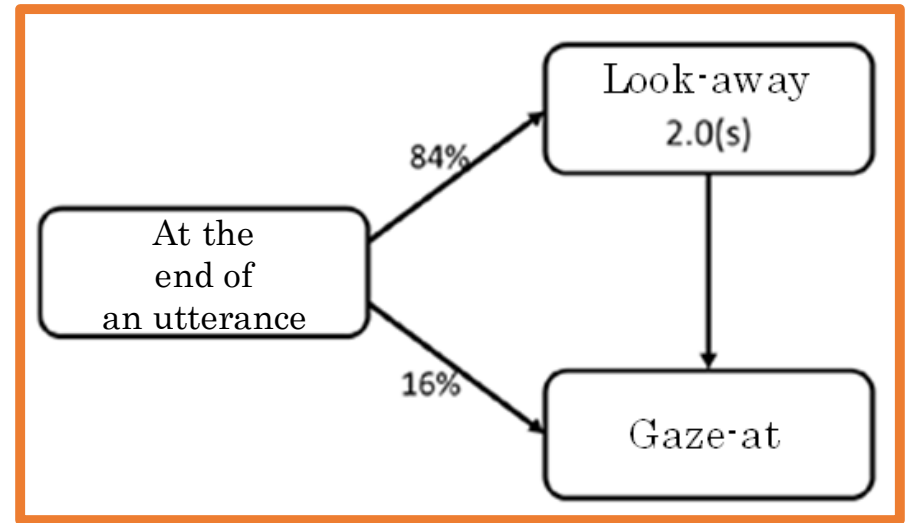 Look-away
2.0(s)
84%
At the
end of
an utterance
16%
Gaze-at